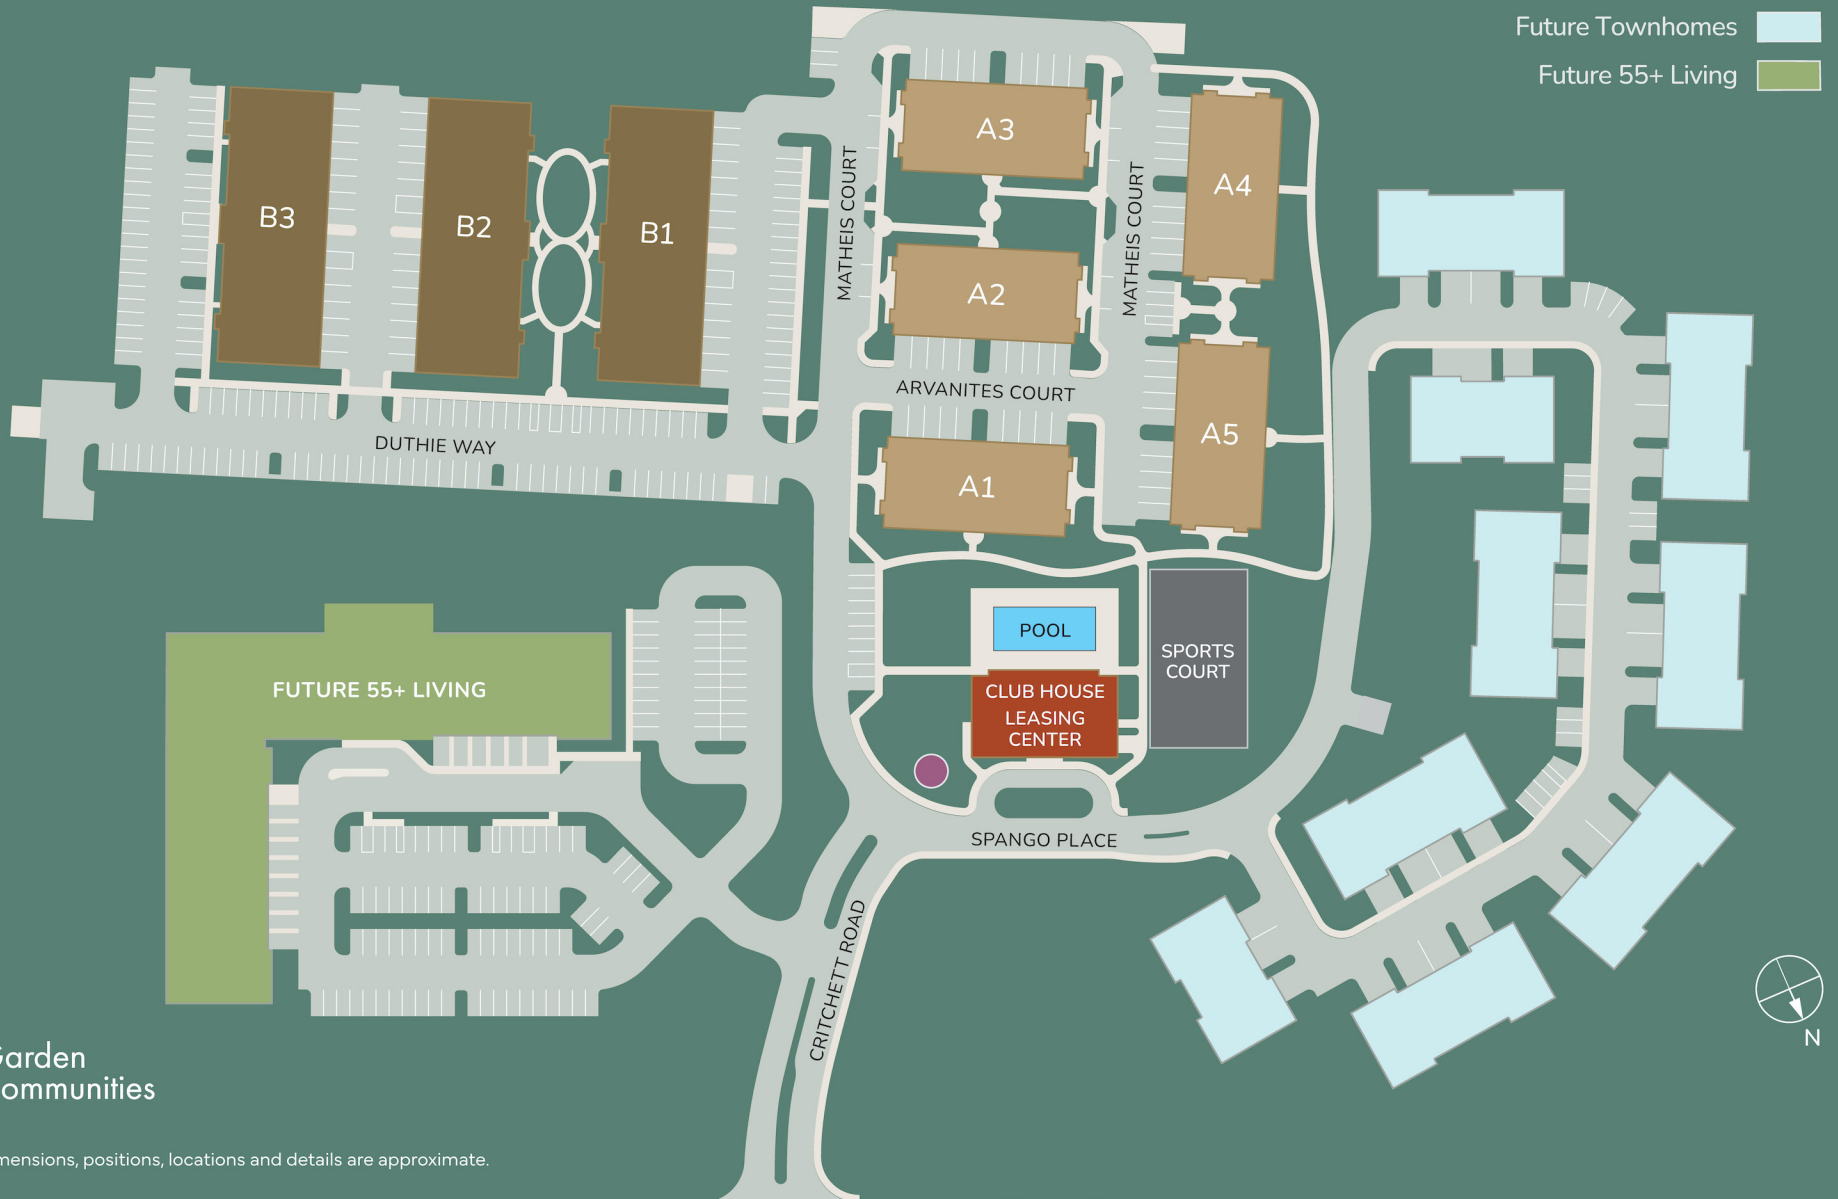 Future Townhomes
Future 55+ Living
A3
A4
B3
B2
B1
MATHEIS COURT
MATHEIS COURT
A2
ARVANITES COURT
A5
DUTHIE WAY
A1
POOL
SPORTS
COURT
FUTURE 55+ LIVING
CLUB HOUSE
LEASING
CENTER
SPANGO PLACE
CRITCHETT ROAD
N
Garden
ommunities
mensions, positions, locations and details are approximate.